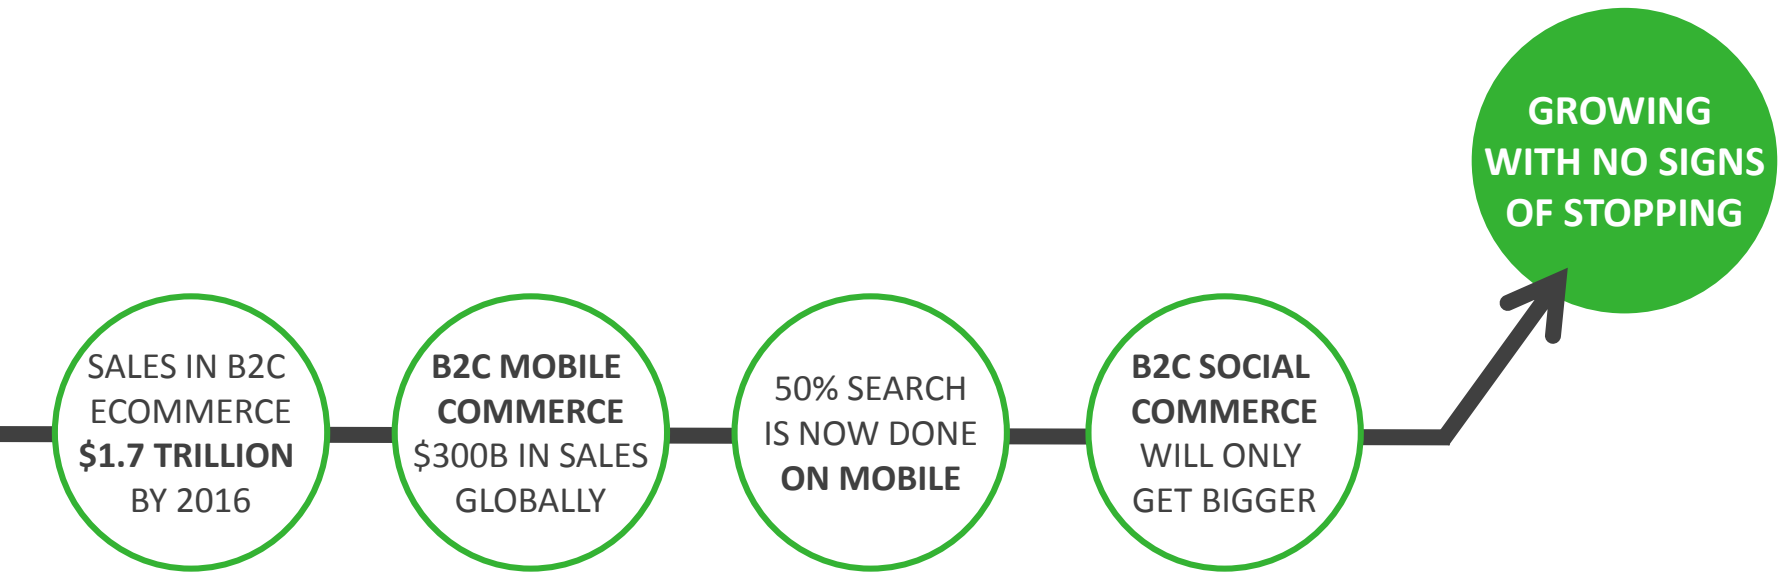 SALES IN B2C
ECOMMERCE
$1.7 TRILLION
BY 2016
B2C MOBILE
COMMERCE
$300B IN SALES
GLOBALLY
50% SEARCH
IS NOW DONE
ON MOBILE
B2C SOCIAL
COMMERCE
WILL ONLY
GET BIGGER
GROWING
WITH NO SIGNS
OF STOPPING